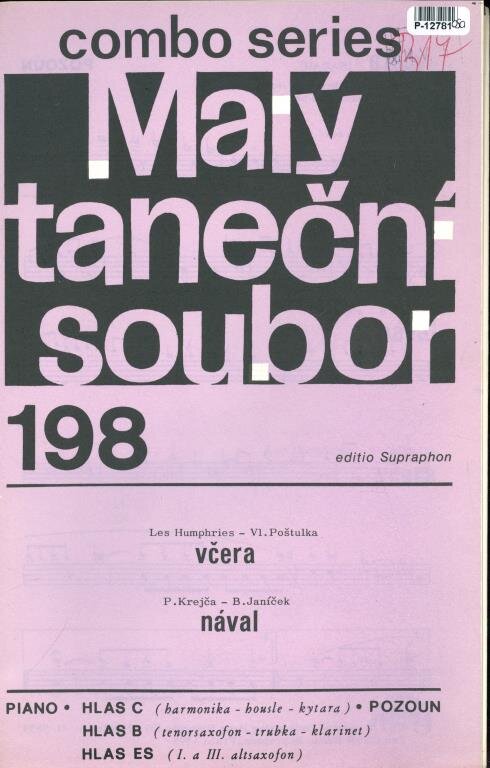 combo series
P-12781
Malý
taneční
soubor
198
editio Supraphon
Les Humphries - Vl.Poštulka
včera
P.Krejča - B.Janíček
nával
PIANO • HLAS C (harmonika - housle - kytara) • POZOUN
HLAS B (tenorsaxofon - trubka - klarinet)
HLAS ES (I. a III. altsaxofon)